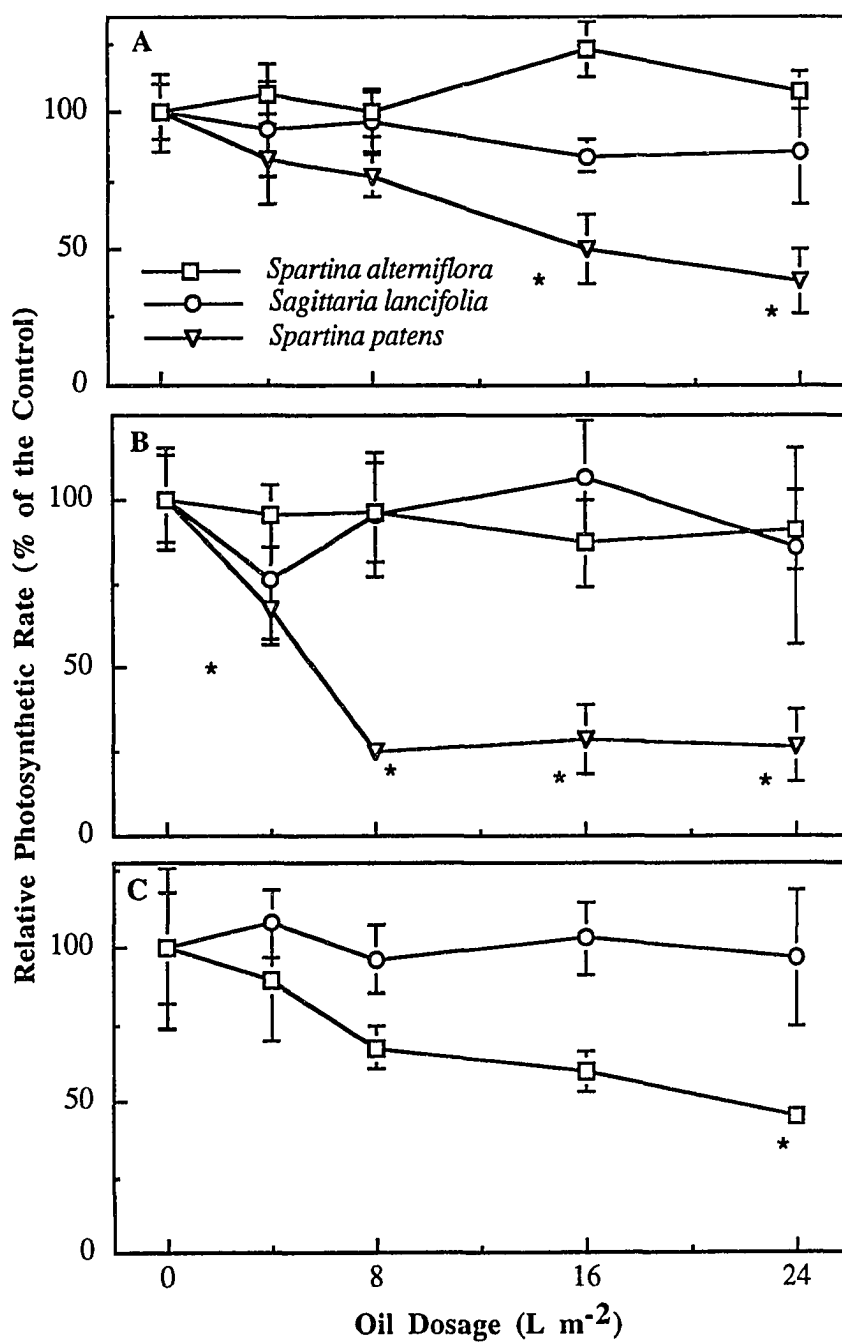 A
100
50
0
Spartina alterniflora
Sagittaria lancifolia
Spartina patens
*
*
B
100
50
0
*
*
*
*
C
100
50
0
*
0
8
16
24
Relative Photosynthetic Rate (% of the Control)
Oil Dosage (L m-2)